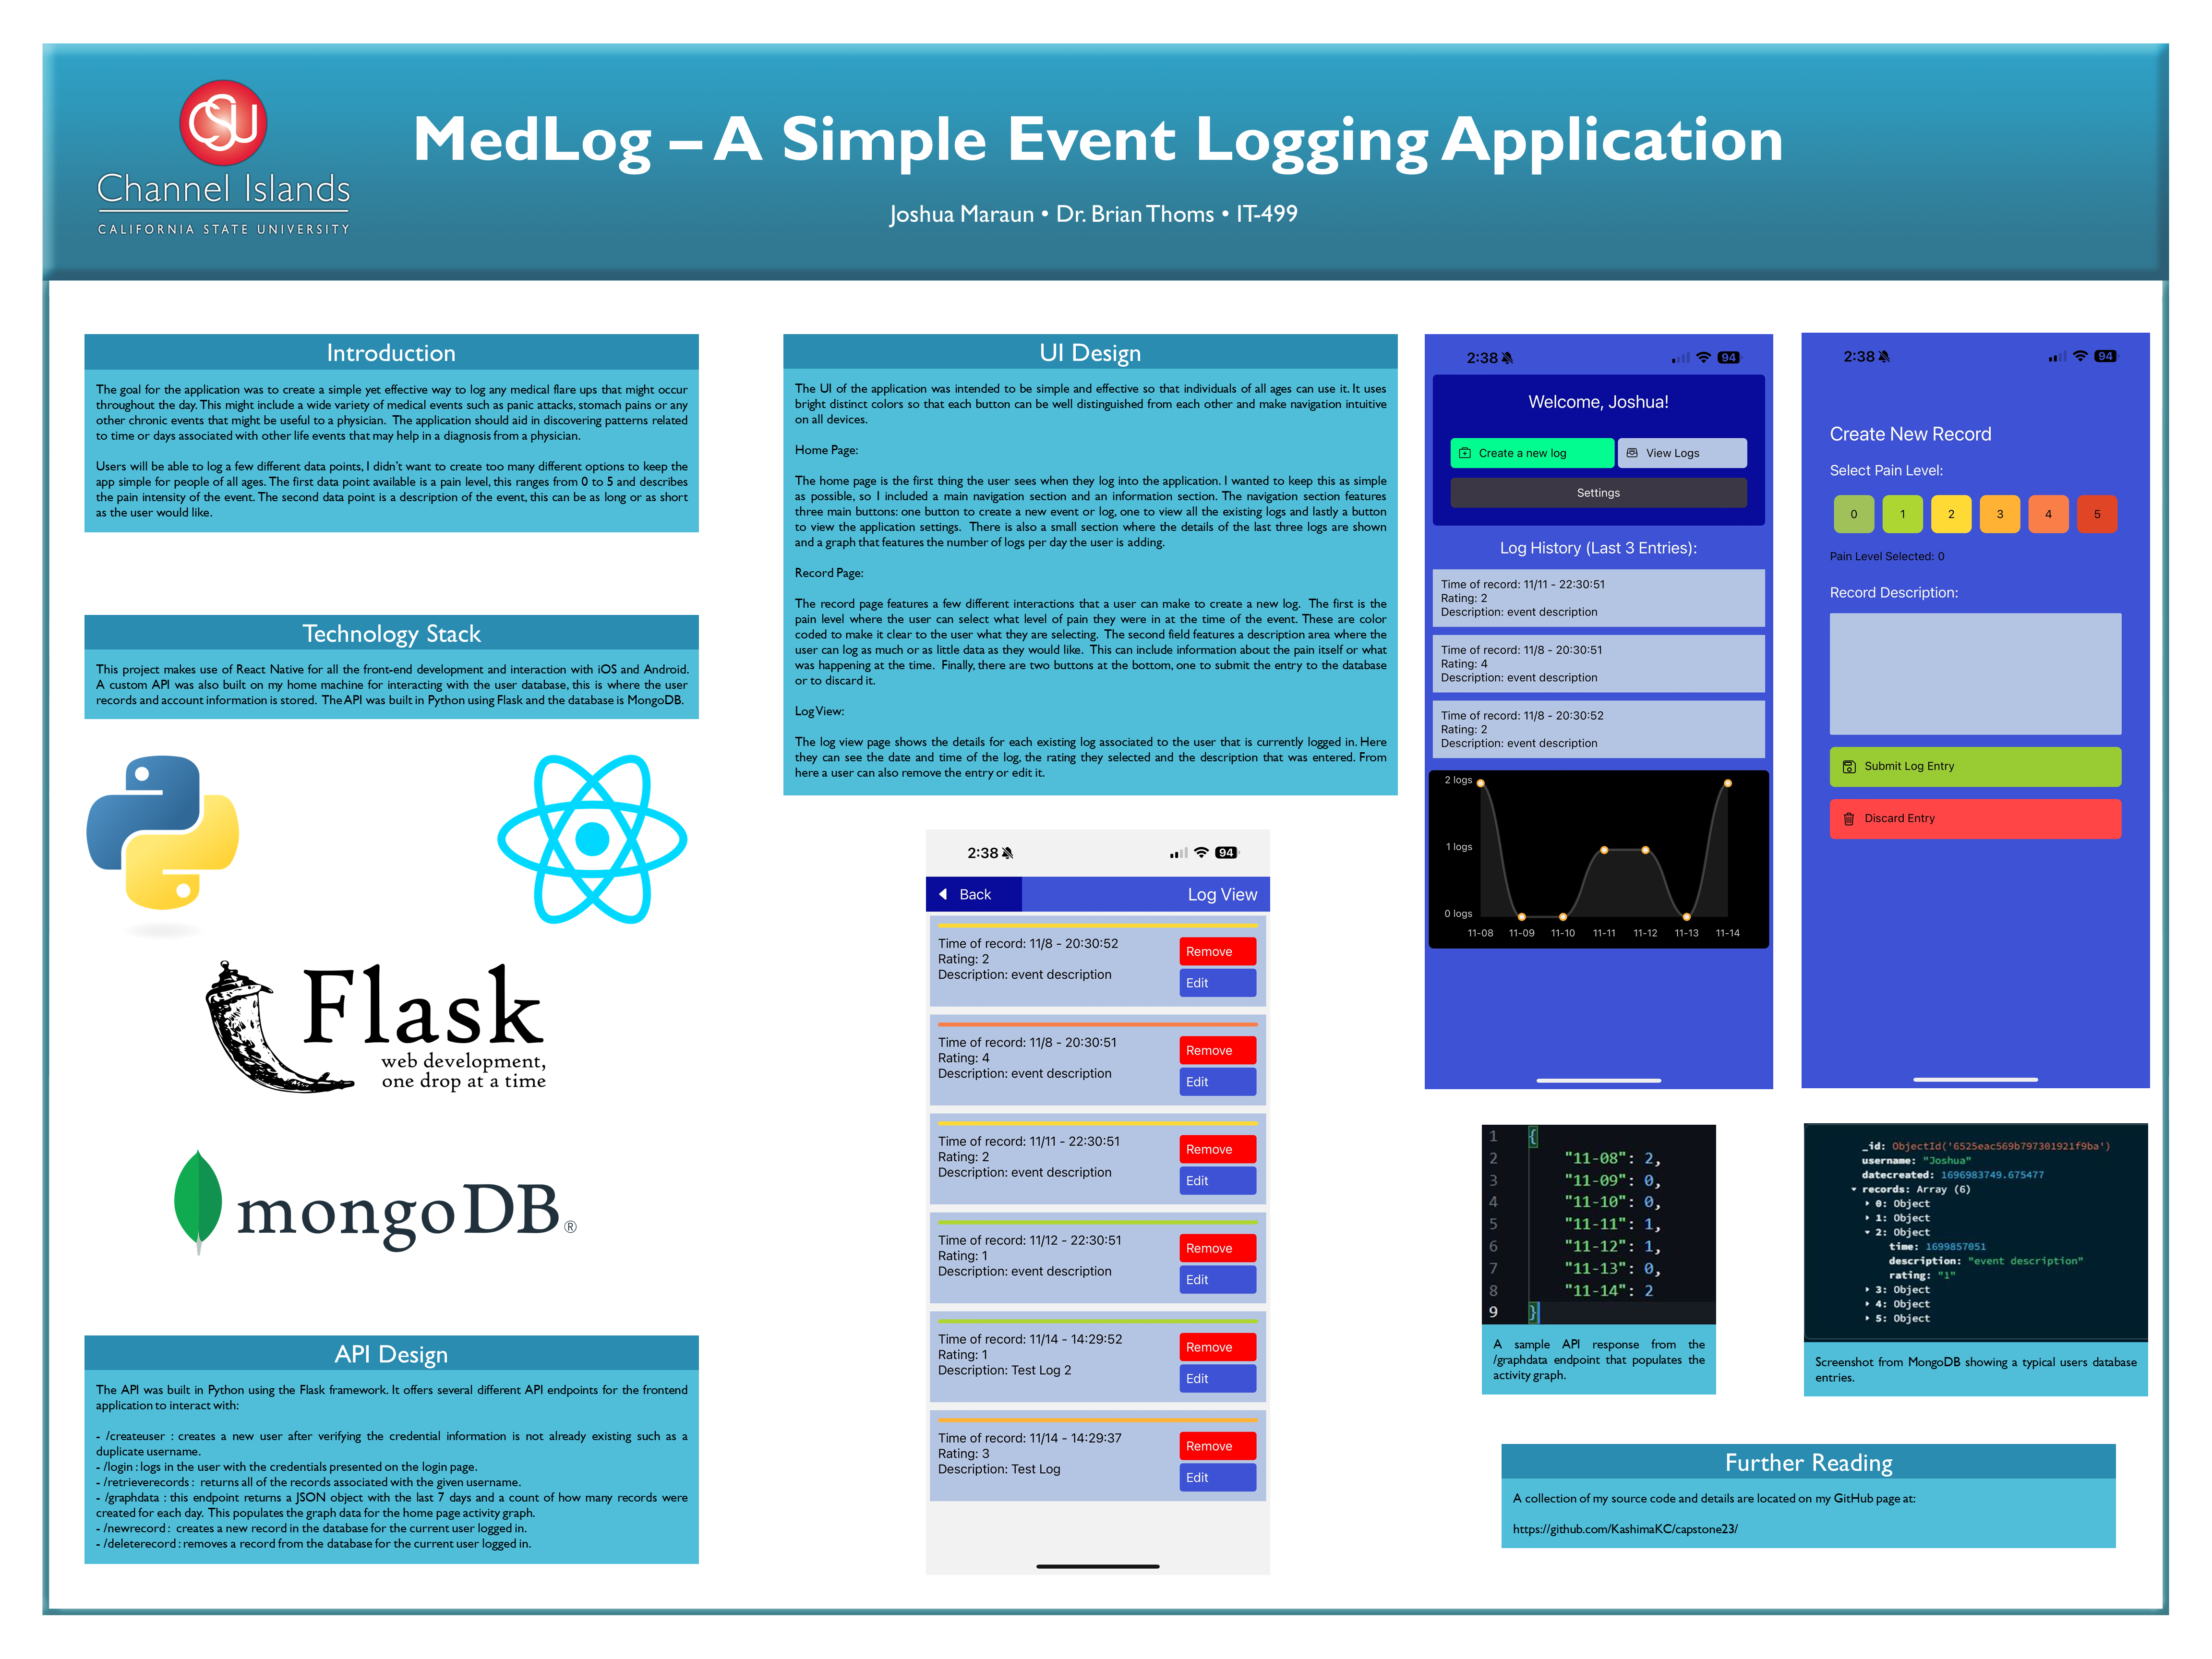 CSU
Channel Islands
CALIFORNIA STATE UNIVERSITY
MedLog – A Simple Event Logging Application
Joshua Maraun • Dr. Brian Thoms • IT-499
Introduction
The goal for the application was to create a simple yet effective way to log any medical flare ups that might occur
throughout the day. This might include a wide variety of medical events such as panic attacks, stomach pains or any
other chronic events that might be useful to a physician. The application should aid in discovering patterns related
to time or days associated with other life events that may help in a diagnosis from a physician.
Users will be able to log a few different data points, I didn't want to create too many different options to keep the
app simple for people of all ages. The first data point available is a pain level, this ranges from 0 to 5 and describes
the pain intensity of the event. The second data point is a description of the event, this can be as long or as short
as the user would like.
Technology Stack
This project makes use of React Native for all the front-end development and interaction with iOS and Android.
A custom API was also built on my home machine for interacting with the user database, this is where the user
records and account information is stored. The API was built in Python using Flask and the database is MongoDB.
Flask
web development,
one drop at a time
mongoDB®
API Design
The API was built in Python using the Flask framework. It offers several different API endpoints for the frontend
application to interact with:
- /createuser : creates a new user after verifying the credential information is not already existing such as a
duplicate username.
- /login : logs in the user with the credentials presented on the login page.
- /retrieverecords : returns all of the records associated with the given username.
- /graphdata : this endpoint returns a JSON object with the last 7 days and a count of how many records were
created for each day. This populates the graph data for the home page activity graph.
- /newrecord : creates a new record in the database for the current user logged in.
- /deleterecord : removes a record from the database for the current user logged in.
UI Design
The UI of the application was intended to be simple and effective so that individuals of all ages can use it. It uses
bright distinct colors so that each button can be well distinguished from each other and make navigation intuitive
on all devices.
Home Page:
The home page is the first thing the user sees when they log into the application. I wanted to keep this as simple
as possible, so I included a main navigation section and an information section. The navigation section features
three main buttons: one button to create a new event or log, one to view all the existing logs and lastly a button
to view the application settings. There is also a small section where the details of the last three logs are shown
and a graph that features the number of logs per day the user is adding.
Record Page:
The record page features a few different interactions that a user can make to create a new log. The first is the
pain level where the user can select what level of pain they were in at the time of the event. These are color
coded to make it clear to the user what they are selecting. The second field features a description area where the
user can log as much or as little data as they would like. This can include information about the pain itself or what
was happening at the time. Finally, there are two buttons at the bottom, one to submit the entry to the database
or to discard it.
Log View:
The log view page shows the details for each existing log associated to the user that is currently logged in. Here
they can see the date and time of the log, the rating they selected and the description that was entered. From
here a user can also remove the entry or edit it.
2:38 94
Back Log View
Time of record: 11/8 - 20:30:52
Rating: 2
Description: event description
Remove
Edit
Time of record: 11/8 - 20:30:51
Rating: 4
Description: event description
Remove
Edit
Time of record: 11/11 - 22:30:51
Rating: 2
Description: event description
Remove
Edit
Time of record: 11/12 - 22:30:51
Rating: 1
Description: event description
Remove
Edit
Time of record: 11/14 - 14:29:52
Rating: 1
Description: Test Log 2
Remove
Edit
Time of record: 11/14 - 14:29:37
Rating: 3
Description: Test Log
Remove
Edit
2:38 94
Welcome, Joshua!
Create a new log View Logs
Settings
Log History (Last 3 Entries):
Time of record: 11/11 - 22:30:51
Rating: 2
Description: event description
Time of record: 11/8 - 20:30:51
Rating: 4
Description: event description
Time of record: 11/8 - 20:30:52
Rating: 2
Description: event description
2 logs
1 logs
0 logs
11-08 11-09 11-10 11-11 11-12 11-13 11-14
2:38 94
Create New Record
Select Pain Level:
0 1 2 3 4 5
Pain Level Selected: 0
Record Description:
Submit Log Entry
Discard Entry
1 {
2 "11-08": 2,
3 "11-09": 0,
4 "11-10": 0,
5 "11-11": 1,
6 "11-12": 1,
7 "11-13": 0,
8 "11-14": 2
9 }
A sample API response from the
/graphdata endpoint that populates the
activity graph.
_id: ObjectId('6525eac569b797301921f9ba')
username: "Joshua"
datecreated: 1696983749.675477
records: Array (6)
0: Object
1: Object
2: Object
time: 1699857051
description: "event description"
rating: "1"
3: Object
4: Object
5: Object
Screenshot from MongoDB showing a typical users database
entries.
Further Reading
A collection of my source code and details are located on my GitHub page at:
https://github.com/KashimaKC/capstone23/